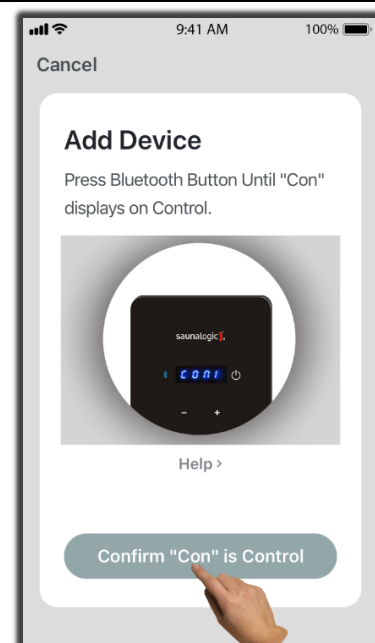 9:41 AM 100%
Cancel
Add Device
Press Bluetooth Button Until "Con"
displays on Control.
saunalogic
Con1
− +
Help >
Confirm "Con" is Control